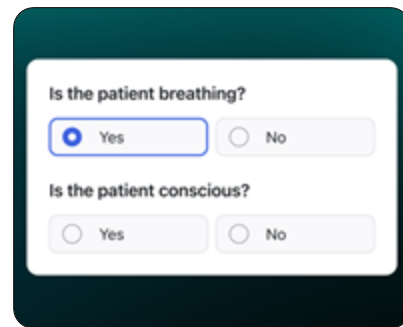 Is the patient breathing?
Yes No
Is the patient conscious?
Yes No